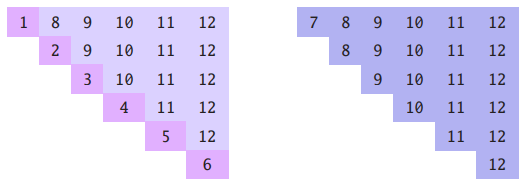 1 8 9 10 11 12 7 8 9 10 11 12
2 9 10 11 12 8 9 10 11 12
3 10 11 12 9 10 11 12
4 11 12 10 11 12
5 12 11 12
6 12